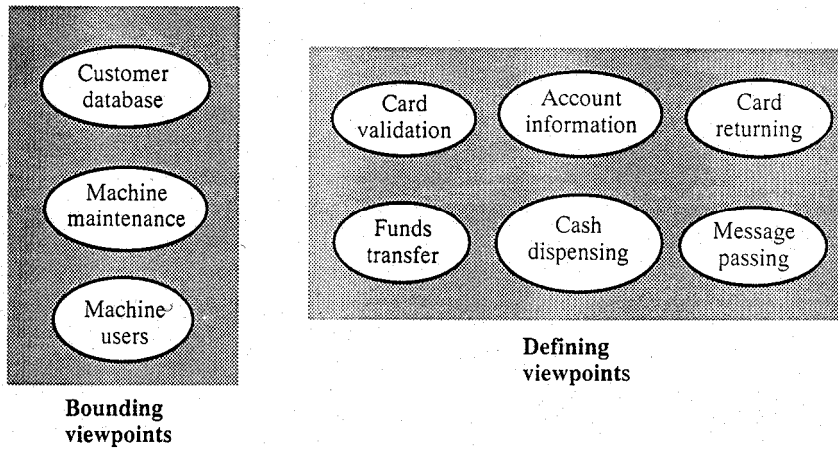 Customer
database
Machine
maintenance
Machine
users
Bounding
viewpoints
Card
validation
Account
information
Card
returning
Funds
transfer
Cash
dispensing
Message
passing
Defining
viewpoints